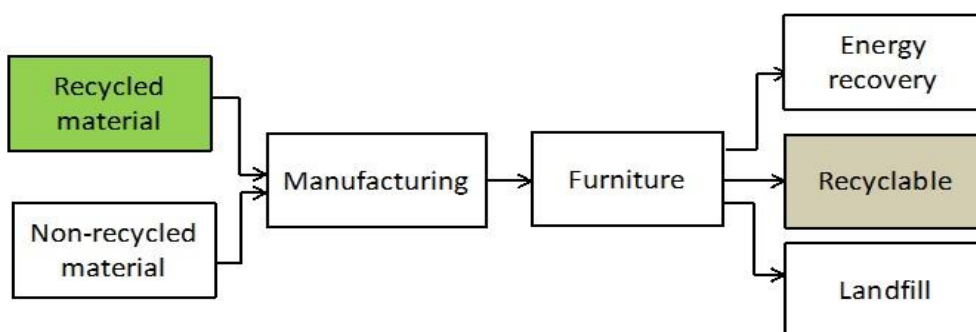 Recycled
material
Non-recycled
material
Manufacturing
Furniture
Energy
recovery
Recyclable
Landfill